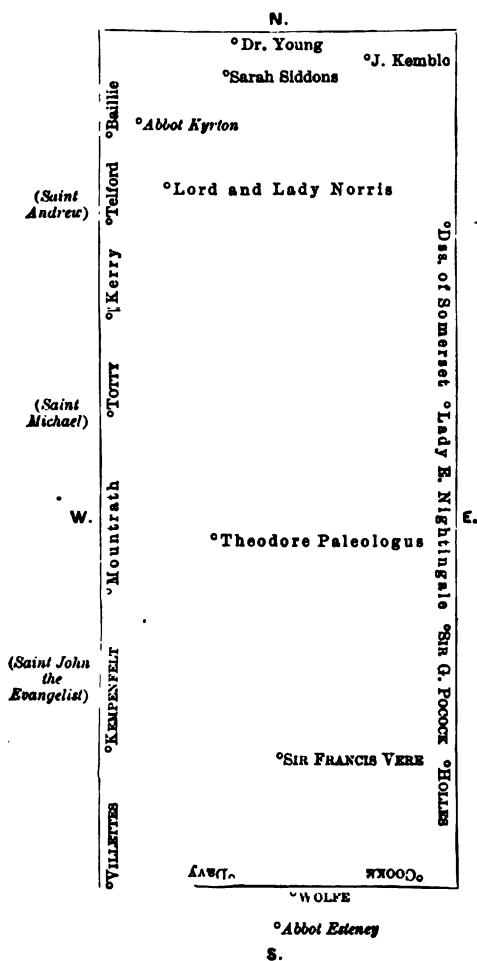 N.
Dr. Young
J. Kemble
Sarah Siddons
Baillie
Abbot Kyrton
(Saint
Andrew)
Telford
Lord and Lady Norris
Kerry
Dss. of Somerset
(Saint
Michael)
TOTTY
Lady E. Nightingale
W.
Mountrath
E.
Theodore Paleologus
(Saint John
the
Evangelist)
KEMPENFELT
SIR G. POCOCK
SIR FRANCIS VERE
HOLLES
VILLETTES
Davy
COOKE
WOLFE
Abbot Esteney
S.